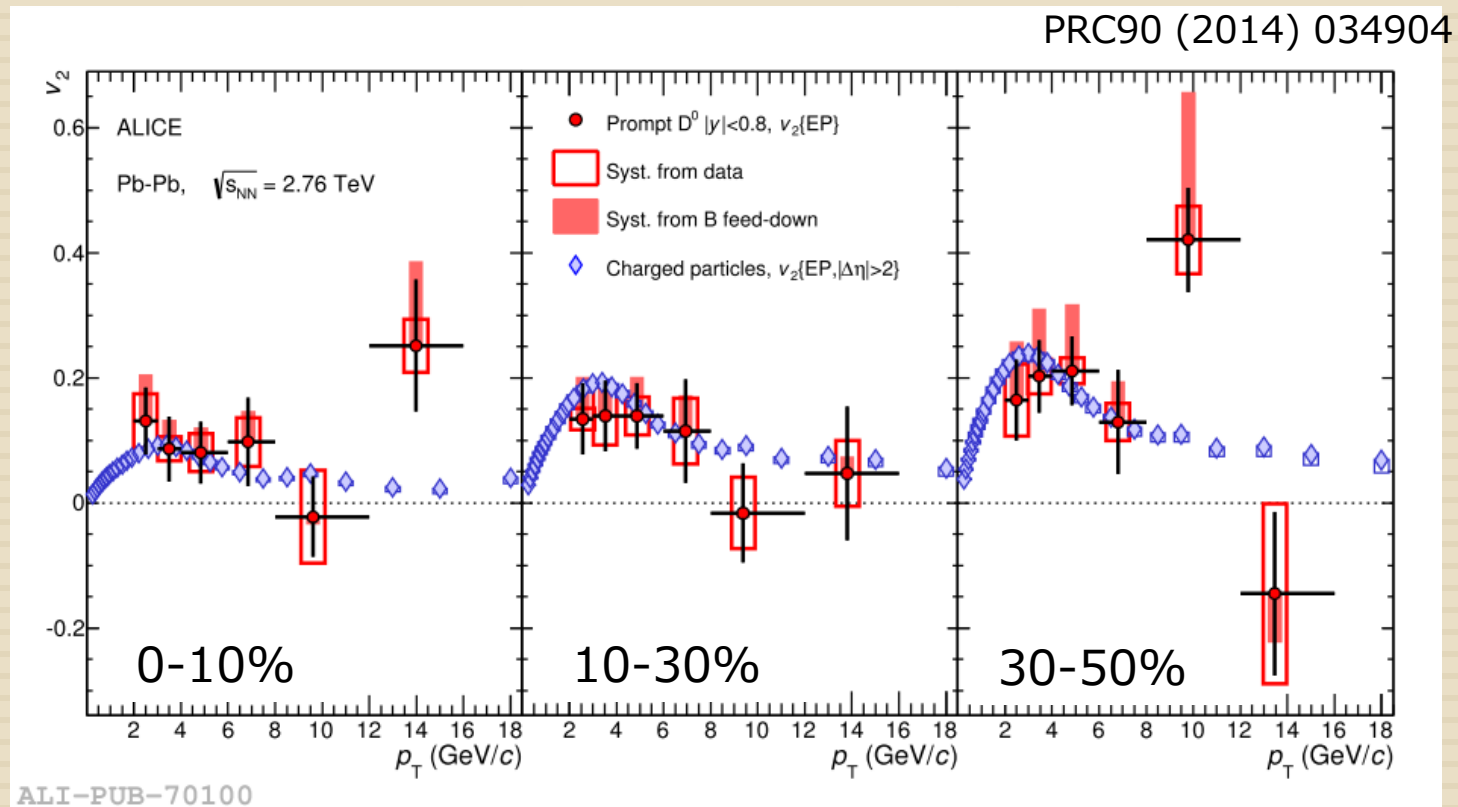 PRC90 (2014) 034904
v2
0.6
0.4
0.2
0
-0.2
ALICE
Pb-Pb, √sNN = 2.76 TeV
Prompt D0 |y|<0.8, v2{EP}
Syst. from data
Syst. from B feed-down
Charged particles, v2{EP,|Δη|>2}
0-10%
10-30%
30-50%
2 4 6 8 10 12 14 16 18
2 4 6 8 10 12 14 16 18
2 4 6 8 10 12 14 16 18
pT (GeV/c)
pT (GeV/c)
pT (GeV/c)
ALI-PUB-70100